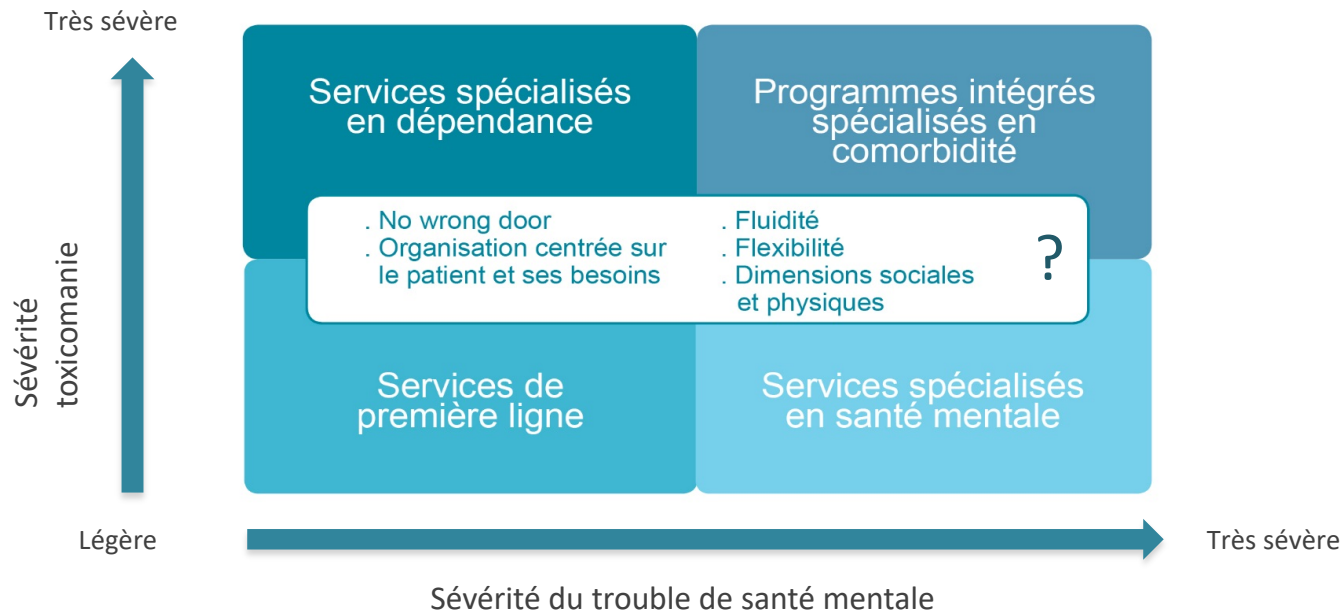 Très sévère
Services spécialisés
en dépendance
Programmes intégrés
spécialisés en
comorbidité
. No wrong door
. Organisation centrée sur
le patient et ses besoins
. Fluidité
. Flexibilité
. Dimensions sociales
et physiques
?
Sévérité
toxicomanie
Services de
première ligne
Services spécialisés
en santé mentale
Légère
Très sévère
Sévérité du trouble de santé mentale